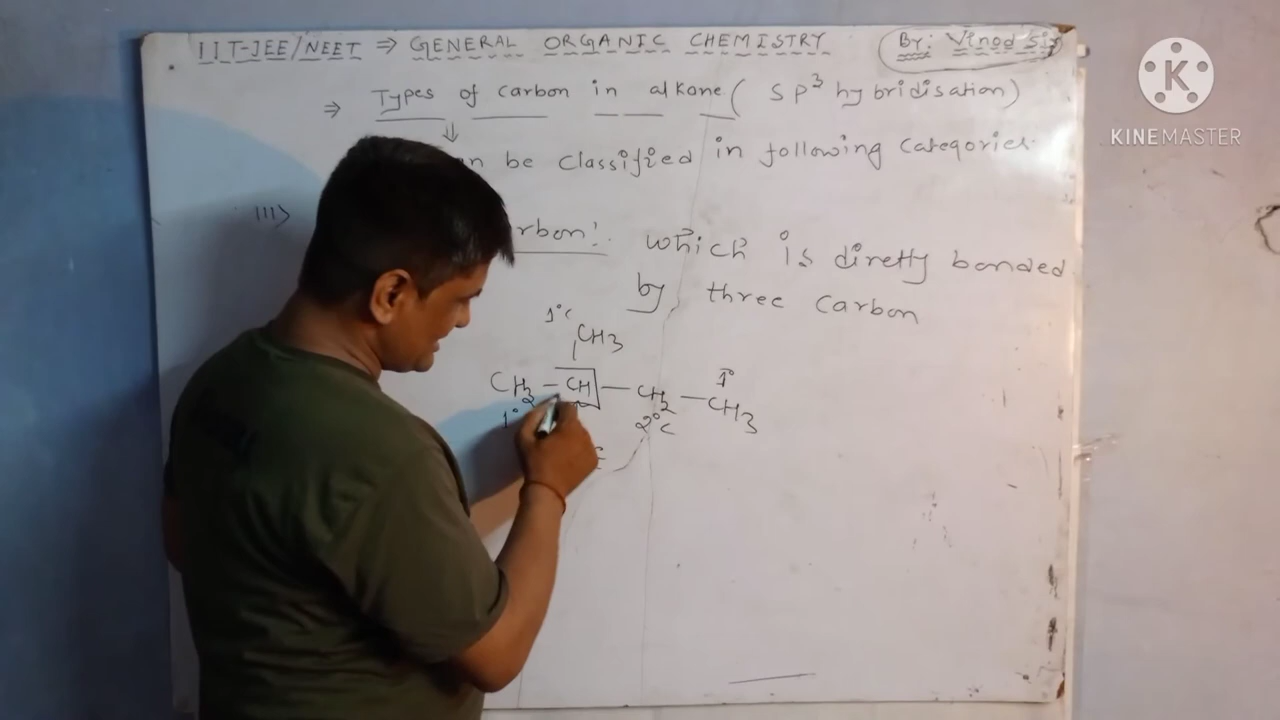 IIT-JEE/NEET ⇒ GENERAL ORGANIC CHEMISTRY By: Vinod Sir
⇒ Types of carbon in alkane ( SP³ hybridisation)
be classified in following categories.
III> rbon:. which is diretly bonded
by three carbon
1°C
CH3
CH3 – CH — CH2 — CH3
1° 2°C 1°
K
KINEMASTER